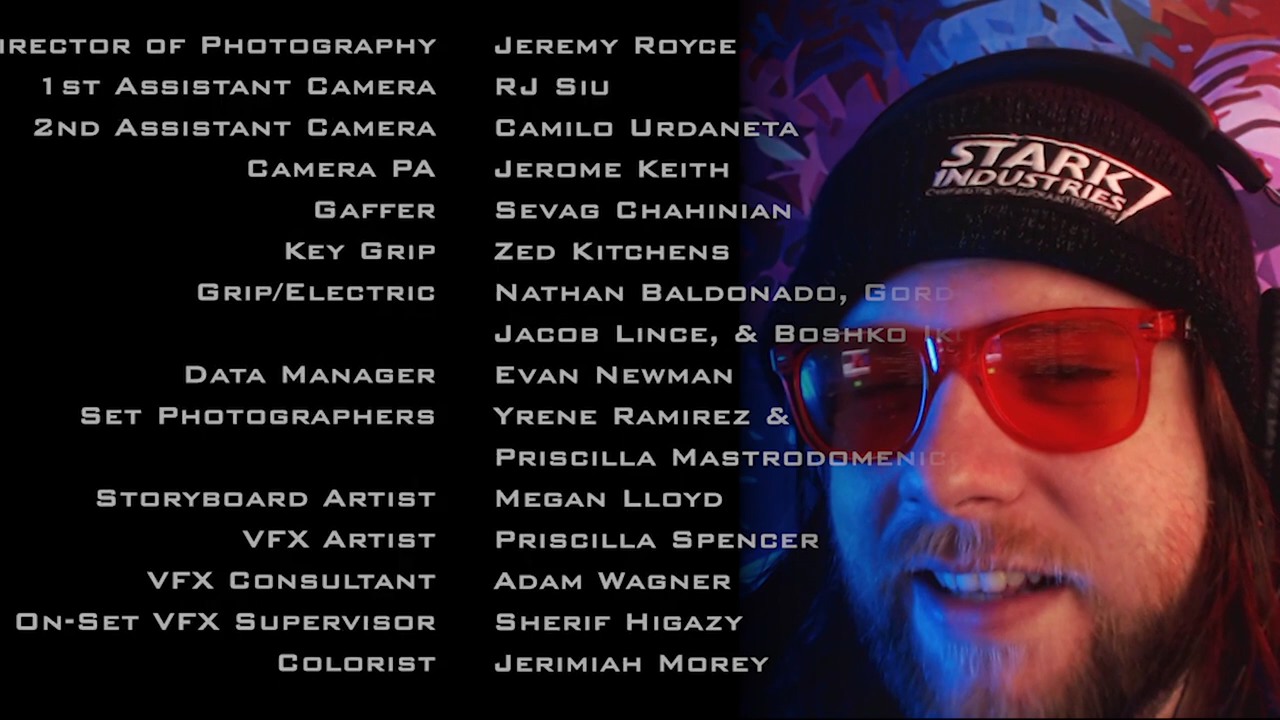 IRECTOR OF PHOTOGRAPHY JEREMY ROYCE
1ST ASSISTANT CAMERA RJ SIU
2ND ASSISTANT CAMERA CAMILO URDANETA
CAMERA PA JEROME KEITH
GAFFER SEVAG CHAHINIAN
KEY GRIP ZED KITCHENS
GRIP/ELECTRIC NATHAN BALDONADO, GORD
JACOB LINCE, & BOSHKO
DATA MANAGER EVAN NEWMAN
SET PHOTOGRAPHERS YRENE RAMIREZ &
PRISCILLA MASTRODOMENIC
STORYBOARD ARTIST MEGAN LLOYD
VFX ARTIST PRISCILLA SPENCER
VFX CONSULTANT ADAM WAGNER
ON-SET VFX SUPERVISOR SHERIF HIGAZY
COLORIST JERIMIAH MOREY
STARK
INDUSTRIES